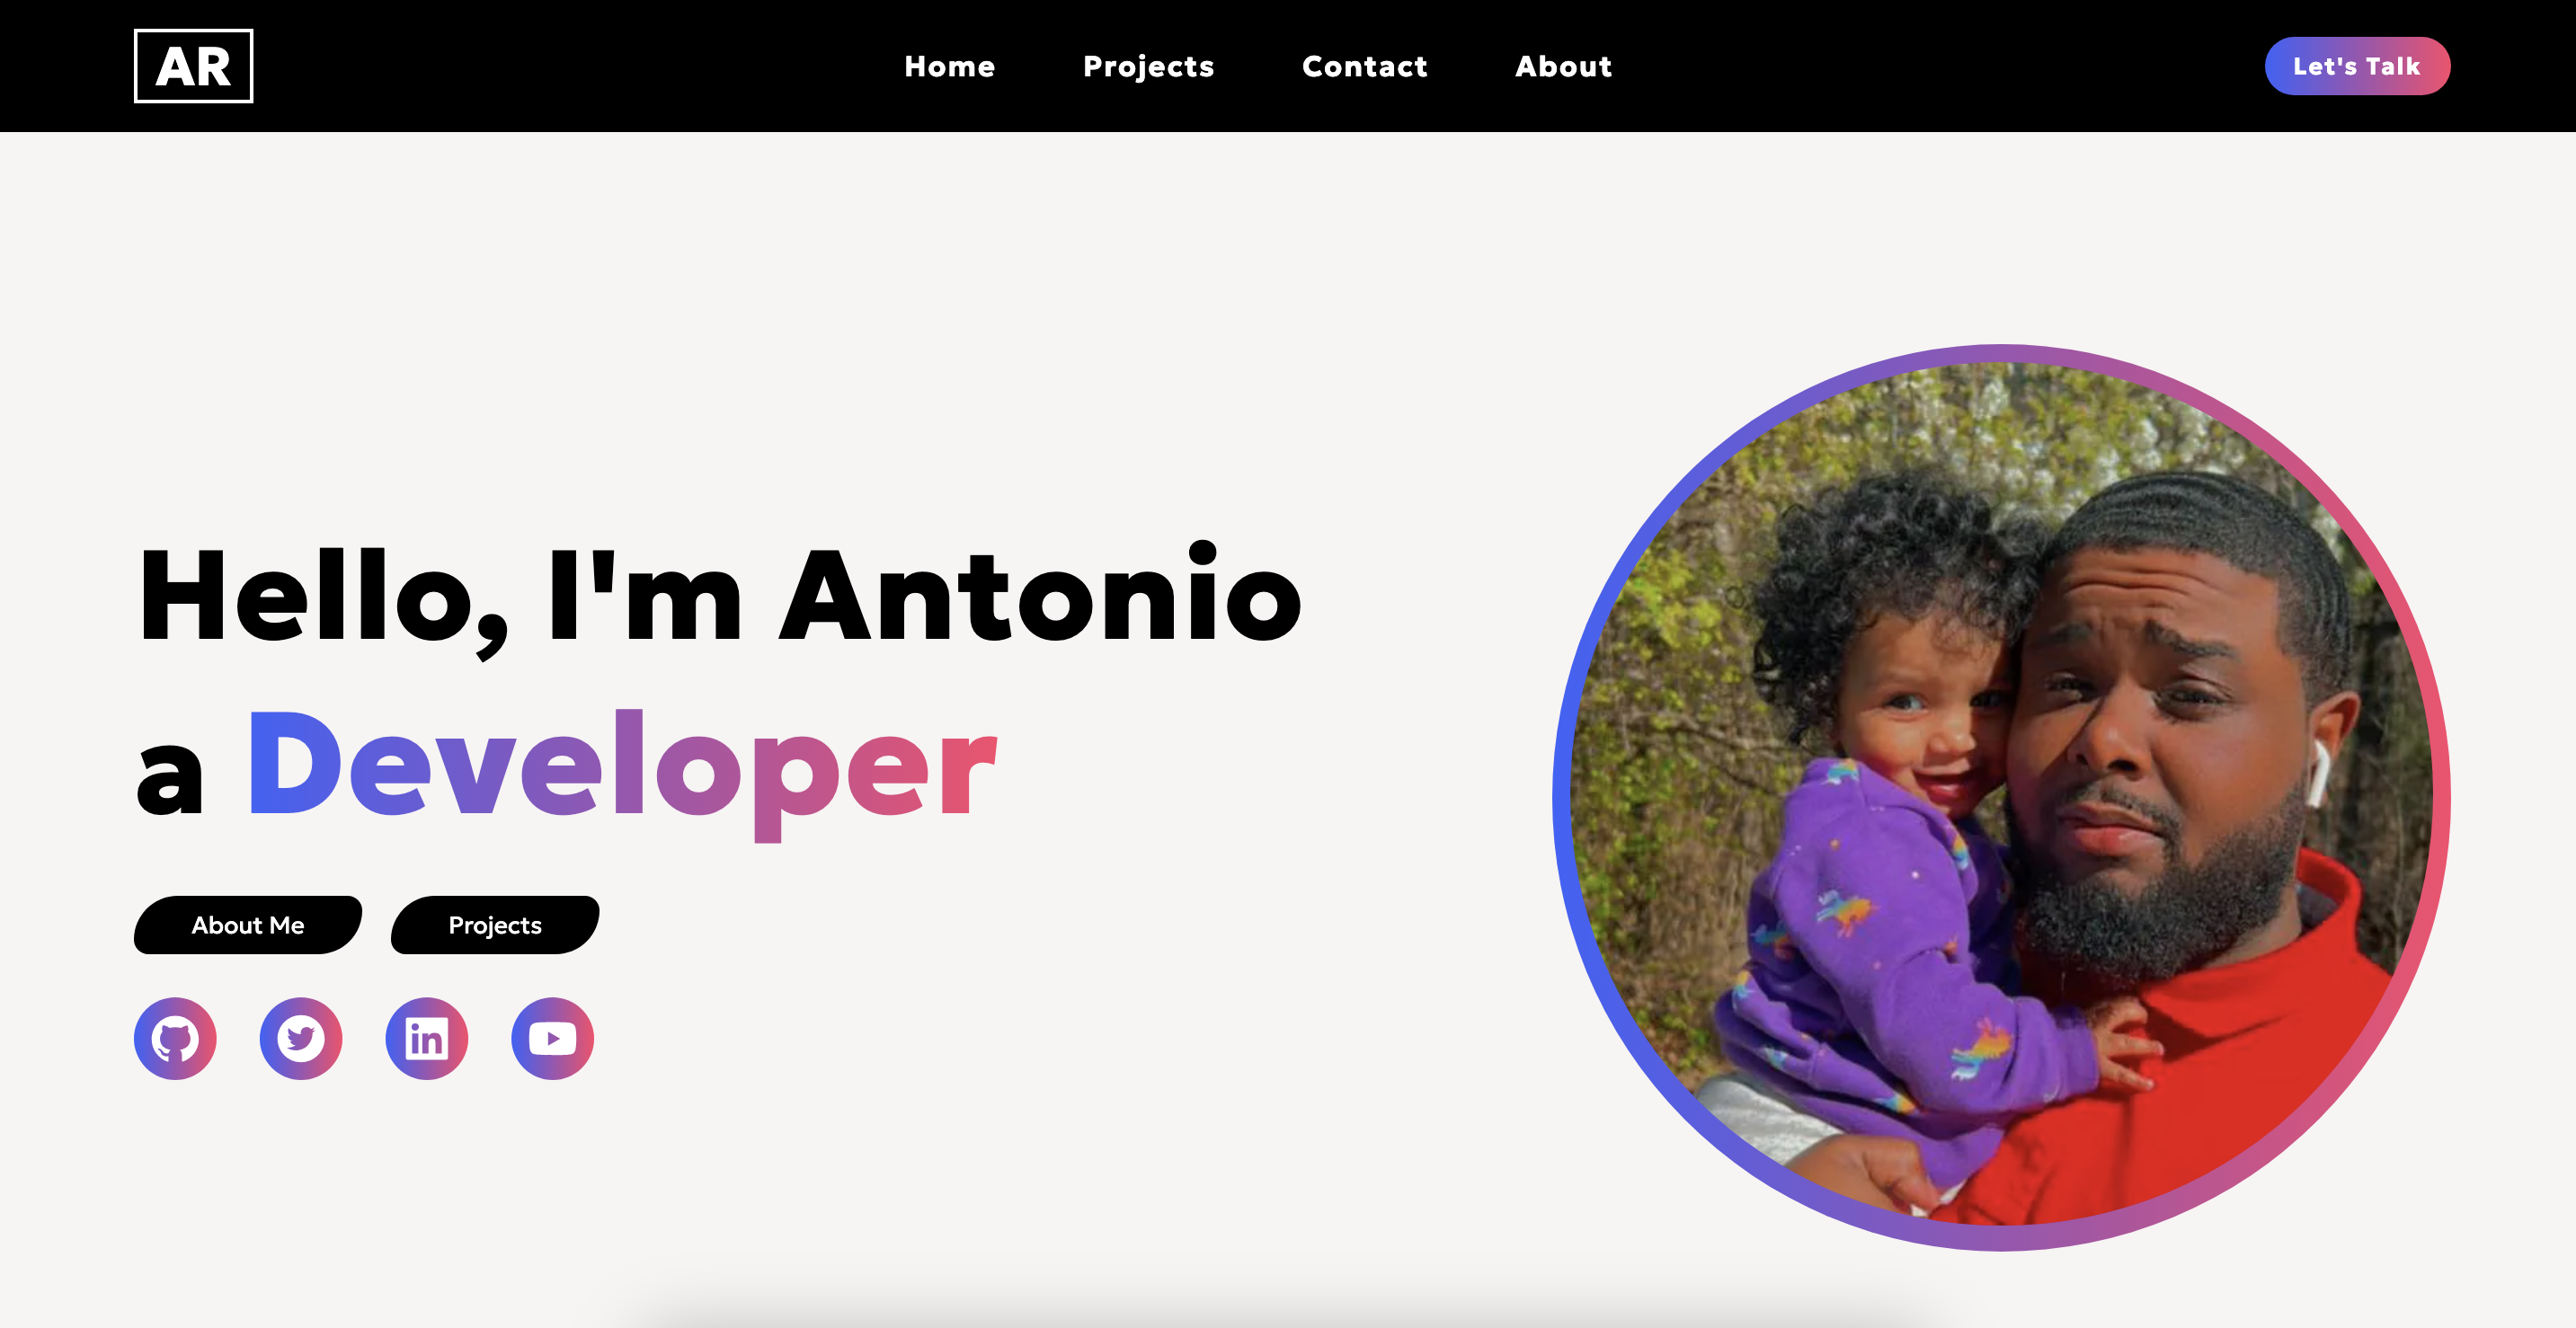 AR
Home Projects Contact About
Let's Talk
Hello, I'm Antonio
a Developer
About Me Projects
in